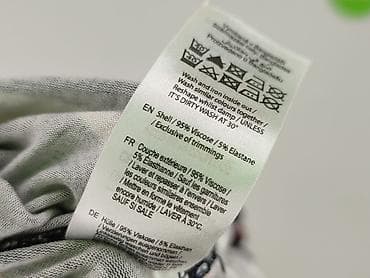 Wash and iron inside out /
Wash similar colours together /
Reshape whilst damp / UNLESS
IT'S DIRTY WASH AT 30°
EN Shell / 95% Viscose / 5% Elastane
/ Exclusive of trimmings
FR Couche extérieure / 95% Viscose /
5% Élasthanne / Sauf les garnitures
/ Laver et repasser à l'envers / Laver
les couleurs similaires ensemble
/ Mettre en forme le vêtement
encore humide / LAVER À 30°C,
SAUF SI SALE
DE Hülle / 95% Viskose / 5% Elasthan